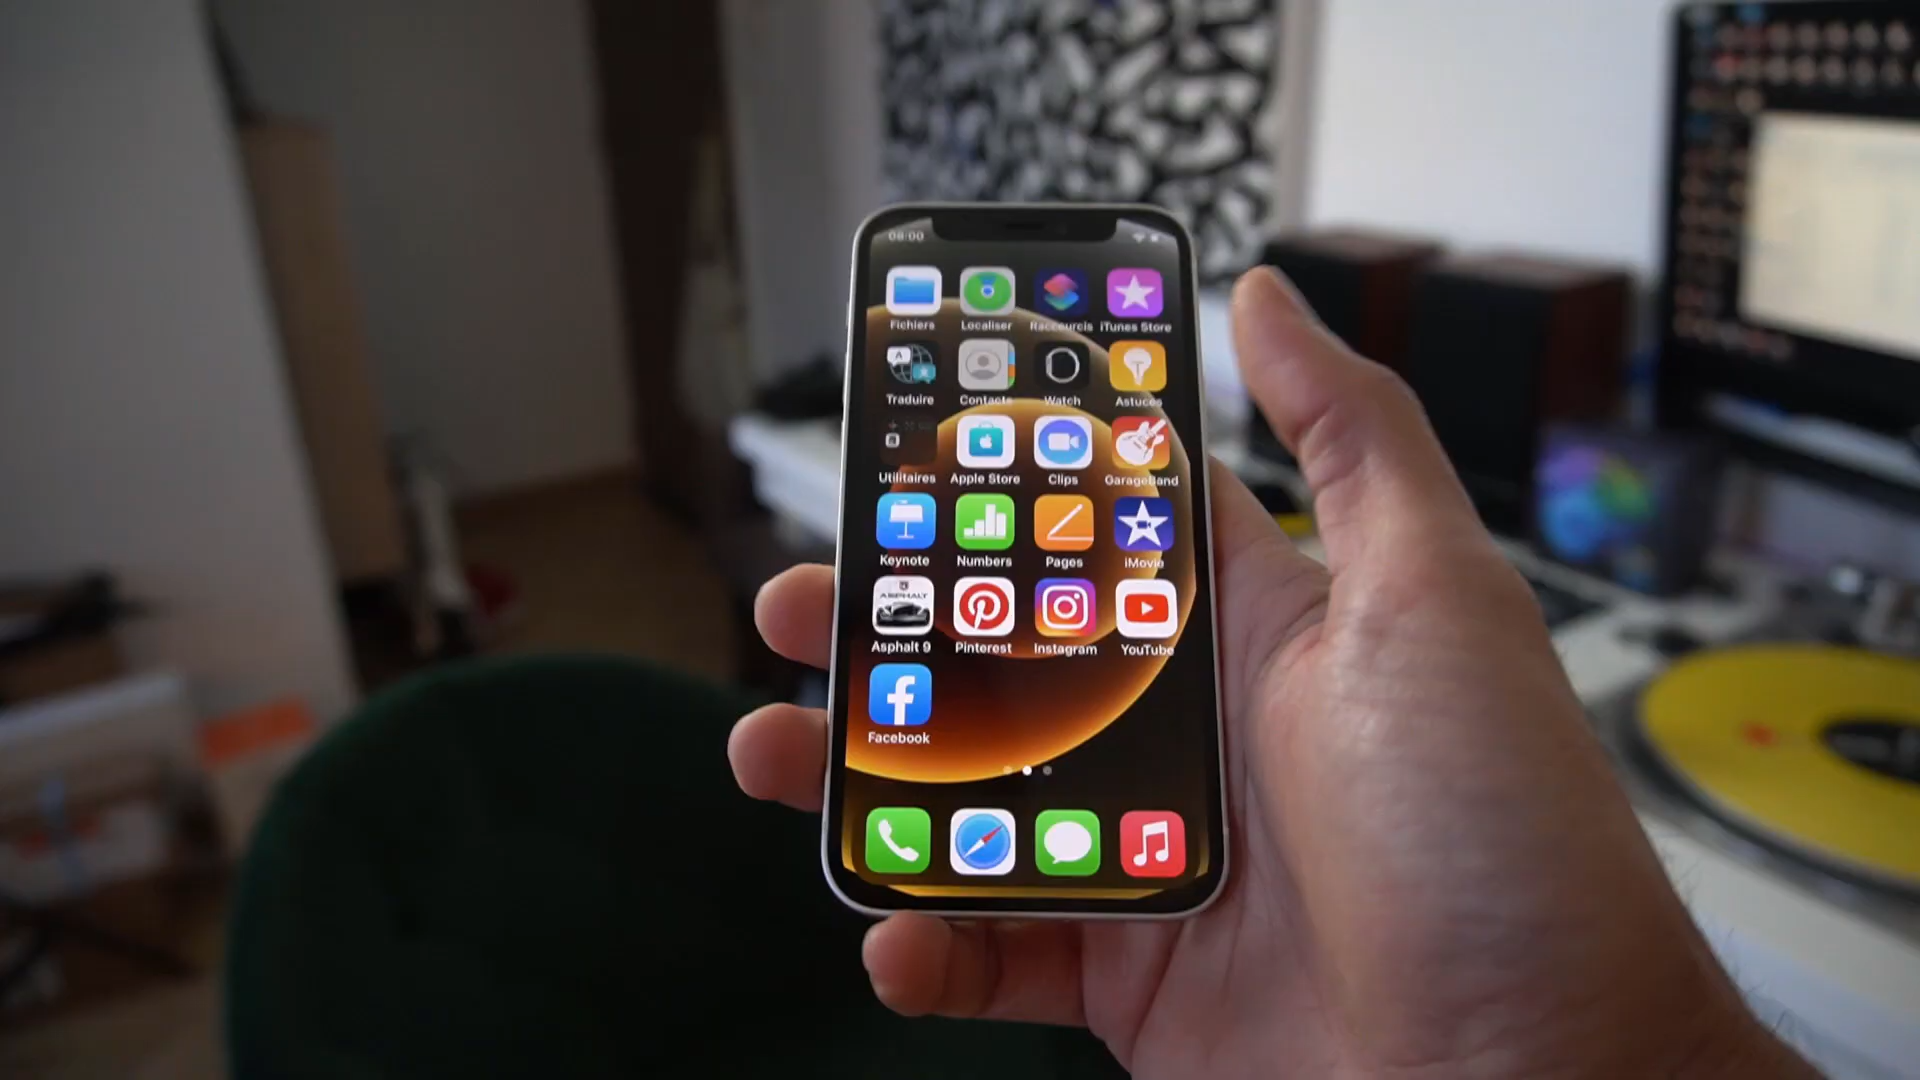 08:00
Fichiers Localiser Raccourcis iTunes Store
Traduire Contacts Watch Astuces
Utilitaires Apple Store Clips GarageBand
Keynote Numbers Pages iMovie
ASPHALT
Asphalt 9 Pinterest Instagram YouTube
Facebook